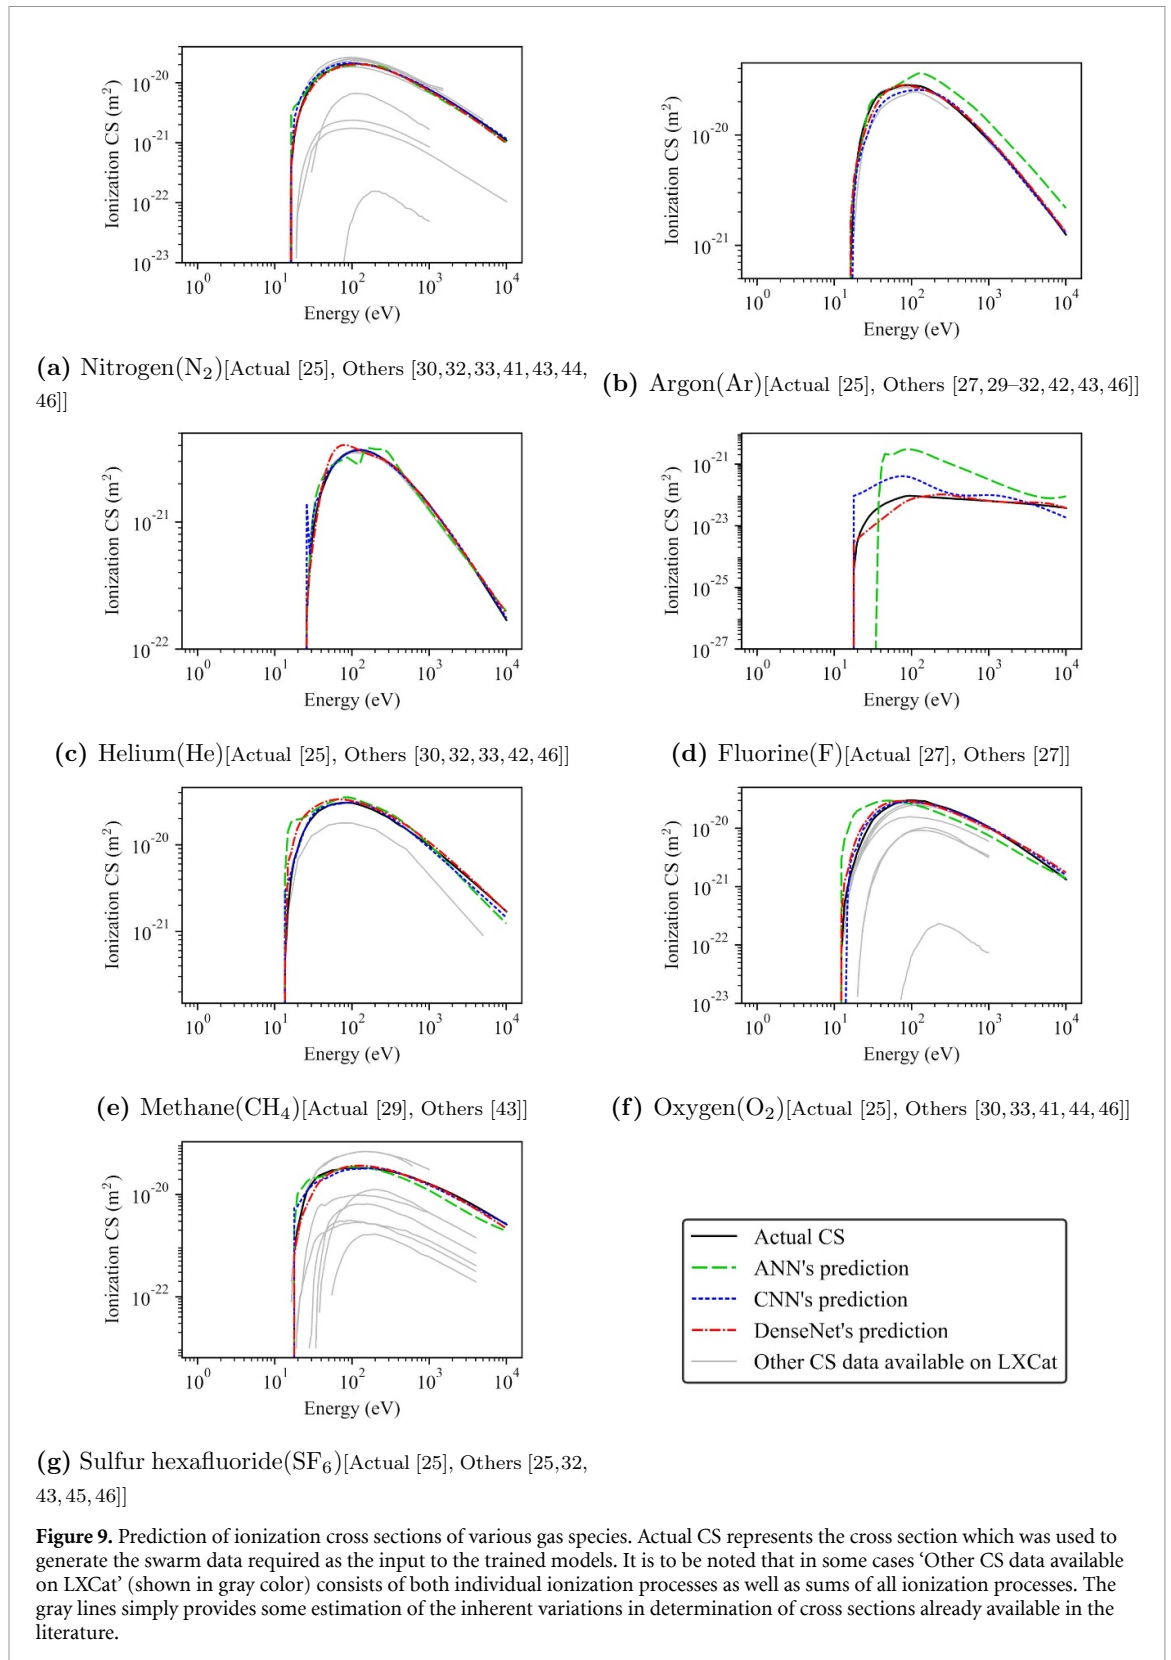 Ionization CS (m²)
10⁻²⁰
10⁻²¹
10⁻²²
10⁻²³
10⁰ 10¹ 10² 10³ 10⁴
Energy (eV)
(a) Nitrogen(N₂)[Actual [25], Others [30,32,33,41,43,44,
46]]
Ionization CS (m²)
10⁻²⁰
10⁻²¹
10⁰ 10¹ 10² 10³ 10⁴
Energy (eV)
(b) Argon(Ar)[Actual [25], Others [27,29–32,42,43,46]]
Ionization CS (m²)
10⁻²¹
10⁻²²
10⁰ 10¹ 10² 10³ 10⁴
Energy (eV)
(c) Helium(He)[Actual [25], Others [30,32,33,42,46]]
Ionization CS (m²)
10⁻²¹
10⁻²³
10⁻²⁵
10⁻²⁷
10⁰ 10¹ 10² 10³ 10⁴
Energy (eV)
(d) Fluorine(F)[Actual [27], Others [27]]
Ionization CS (m²)
10⁻²⁰
10⁻²¹
10⁰ 10¹ 10² 10³ 10⁴
Energy (eV)
(e) Methane(CH₄)[Actual [29], Others [43]]
Ionization CS (m²)
10⁻²⁰
10⁻²¹
10⁻²²
10⁻²³
10⁰ 10¹ 10² 10³ 10⁴
Energy (eV)
(f) Oxygen(O₂)[Actual [25], Others [30,33,41,44,46]]
Ionization CS (m²)
10⁻²⁰
10⁻²²
10⁰ 10¹ 10² 10³ 10⁴
Energy (eV)
(g) Sulfur hexafluoride(SF₆)[Actual [25], Others [25,32,
43,45,46]]
Actual CS
ANN's prediction
CNN's prediction
DenseNet's prediction
Other CS data available on LXCat
Figure 9. Prediction of ionization cross sections of various gas species. Actual CS represents the cross section which was used to
generate the swarm data required as the input to the trained models. It is to be noted that in some cases ‘Other CS data available
on LXCat’ (shown in gray color) consists of both individual ionization processes as well as sums of all ionization processes. The
gray lines simply provides some estimation of the inherent variations in determination of cross sections already available in the
literature.